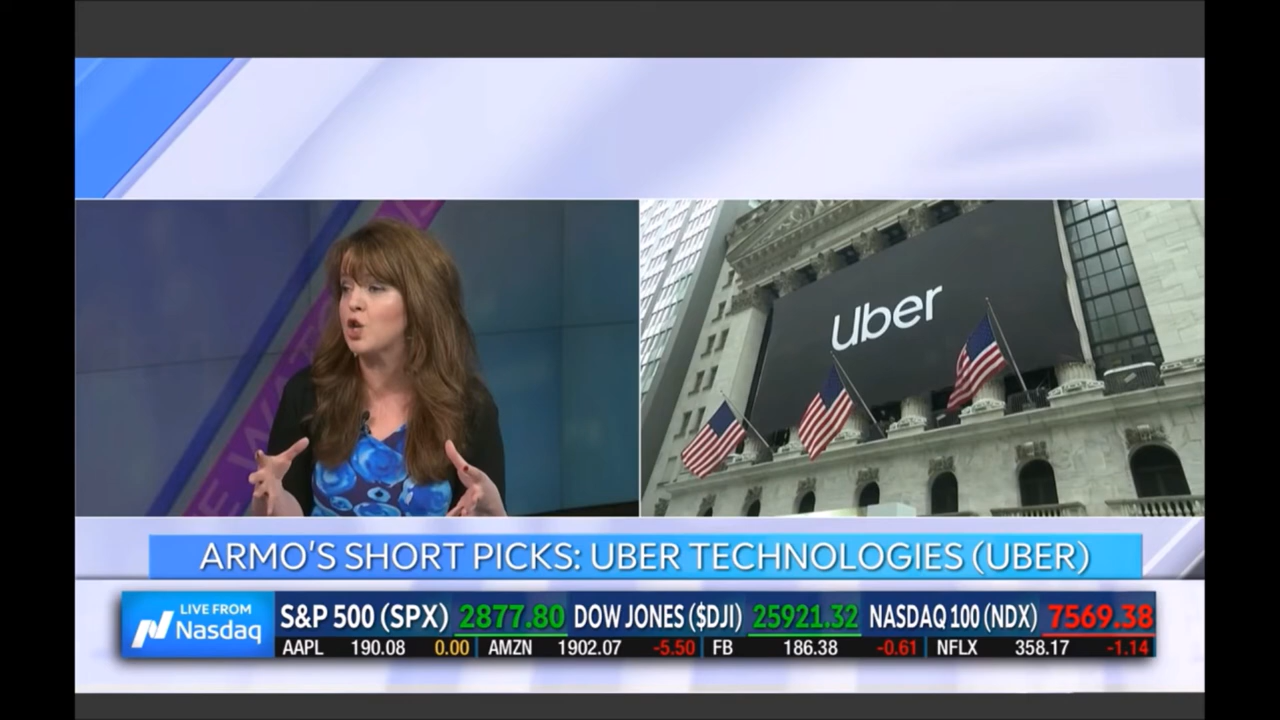 Uber
E WAT
ARMO'S SHORT PICKS: UBER TECHNOLOGIES (UBER)
LIVE FROM
Nasdaq
S&P 500 (SPX) 2877.80 DOW JONES ($DJI) 25921.32 NASDAQ 100 (NDX) 7569.38
AAPL 190.08 0.00 AMZN 1902.07 -5.50 FB 186.38 -0.61 NFLX 358.17 -1.14